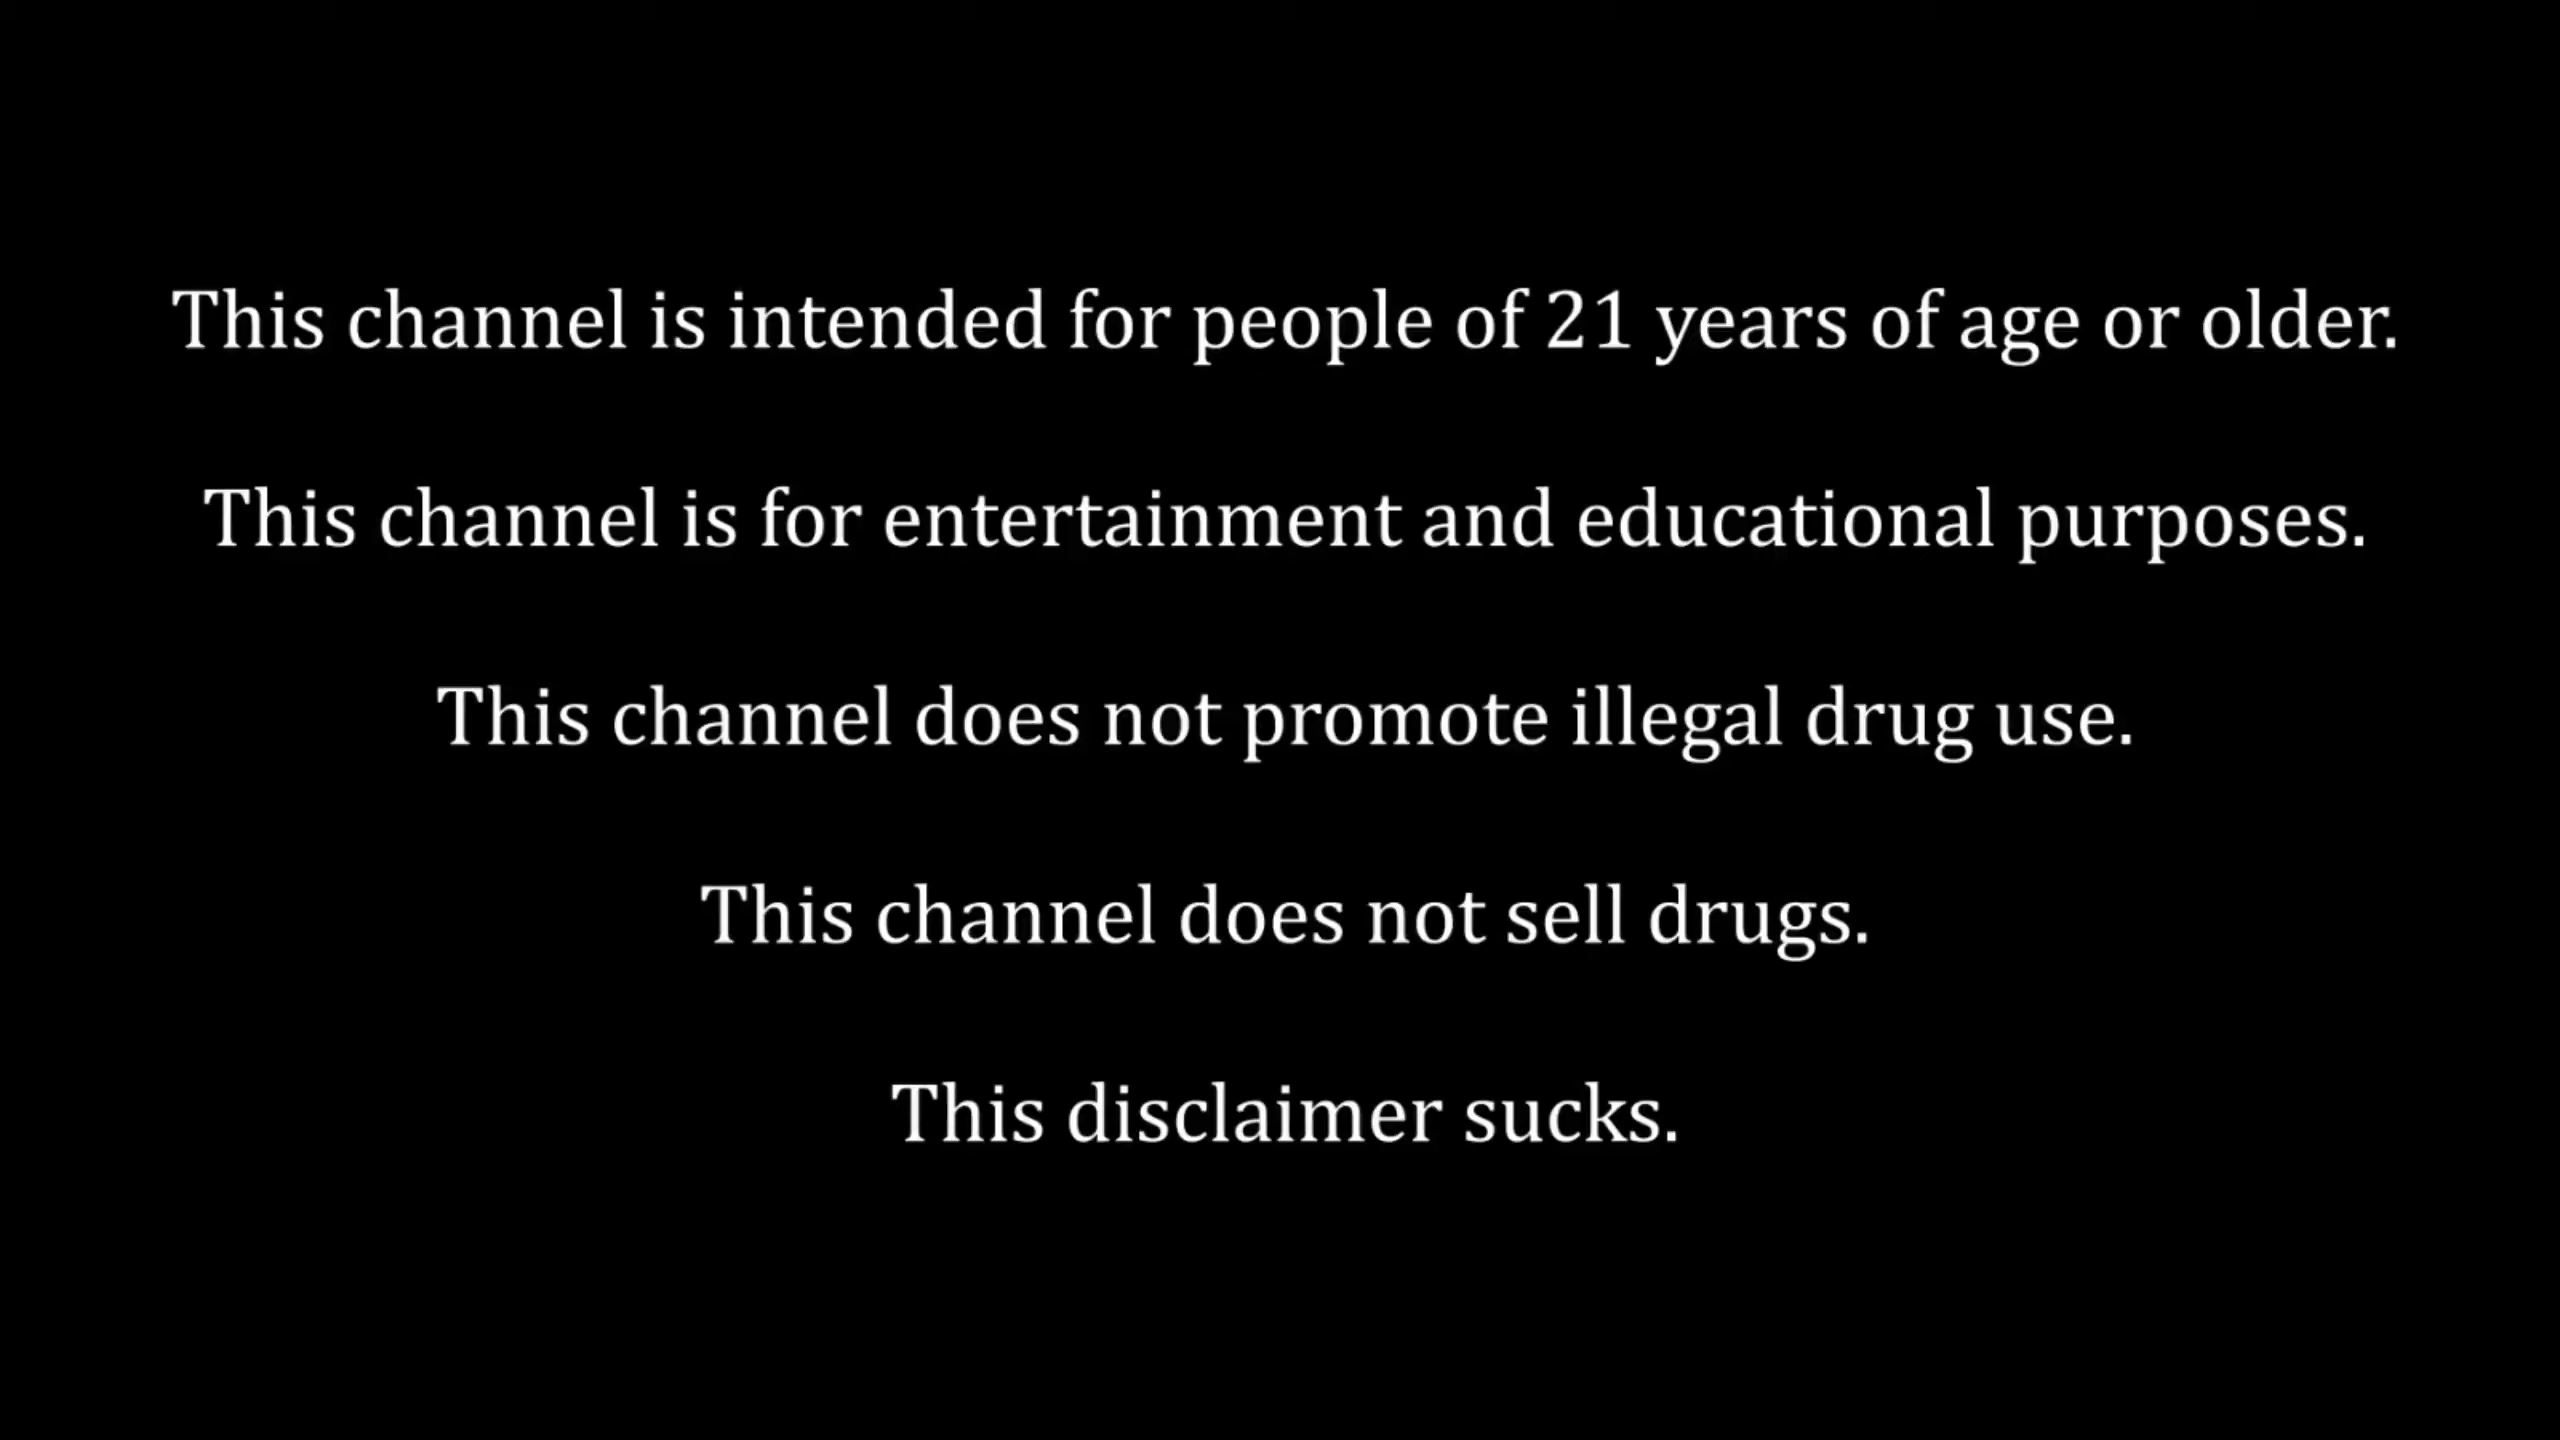 This channel is intended for people of 21 years of age or older.
This channel is for entertainment and educational purposes.
This channel does not promote illegal drug use.
This channel does not sell drugs.
This disclaimer sucks.